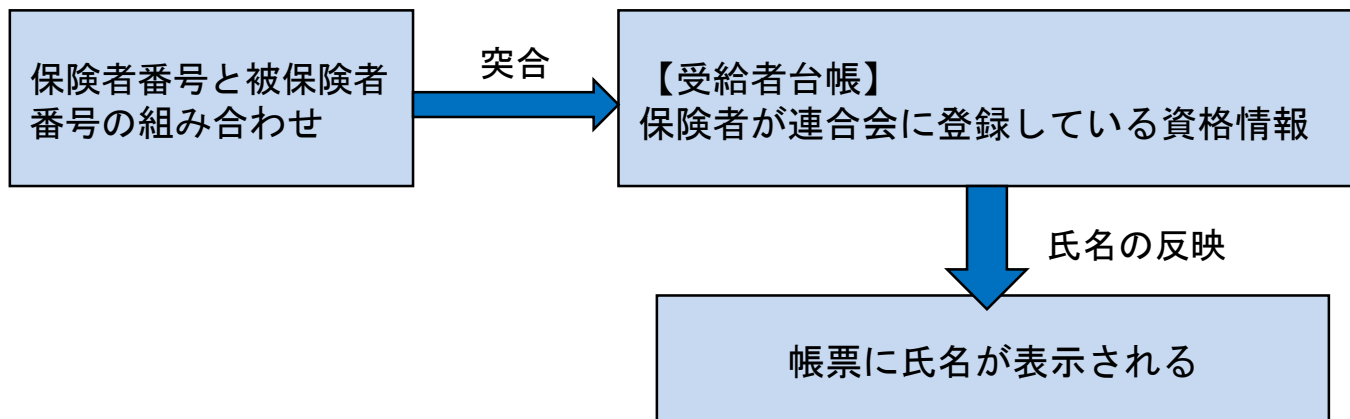 保険者番号と被保険者
番号の組み合わせ
突合
【受給者台帳】
保険者が連合会に登録している資格情報
氏名の反映
帳票に氏名が表示される